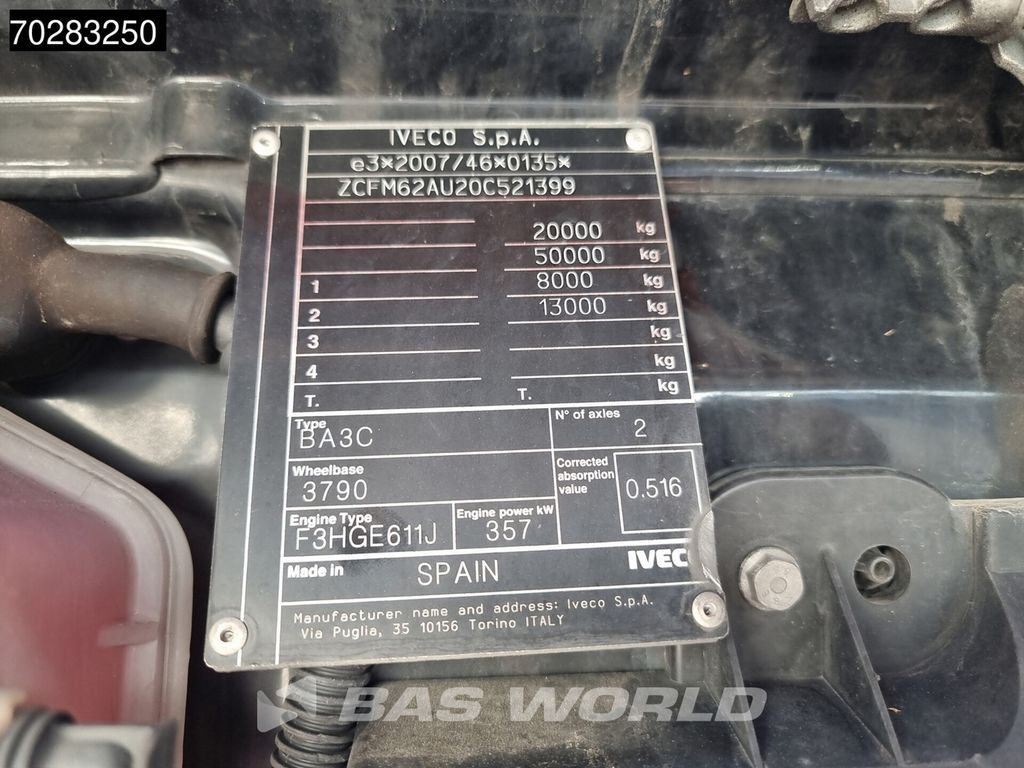 70283250
IVECO S.p.A.
e3*2007/46*0135*
ZCFM62AU20C521399
20000 kg
50000 kg
1 8000 kg
2 13000 kg
3 kg
4 kg
T. T. kg
Type
BA3C
N° of axles
2
Wheelbase
3790
Corrected
absorption
value
0.516
Engine Type
F3HGE611J
Engine power kW
357
IVEC
Made in SPAIN
Manufacturer name and address: Iveco S.p.A.
Via Puglia, 35 10156 Torino ITALY
BAS WORLD